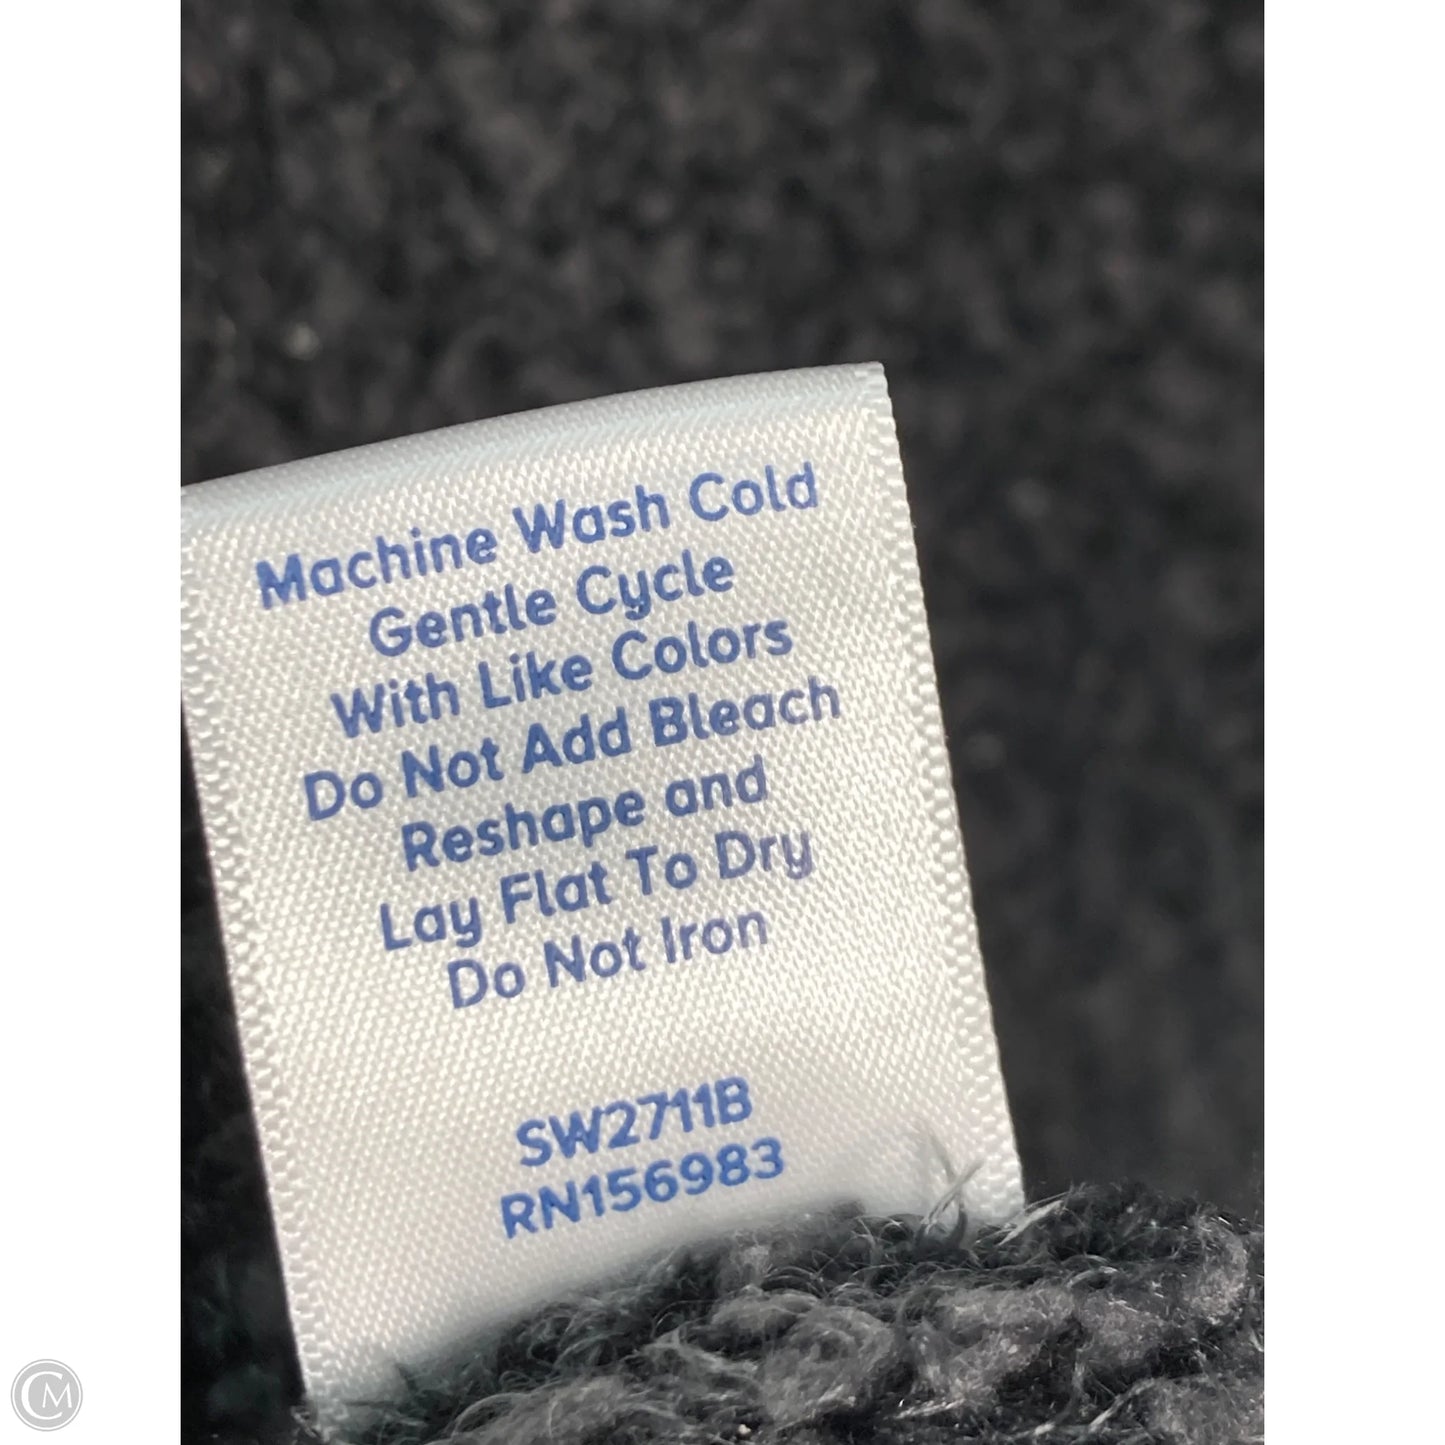 Machine Wash Cold
Gentle Cycle
With Like Colors
Do Not Add Bleach
Reshape and
Lay Flat To Dry
Do Not Iron
SW2711B
RN156983
CM